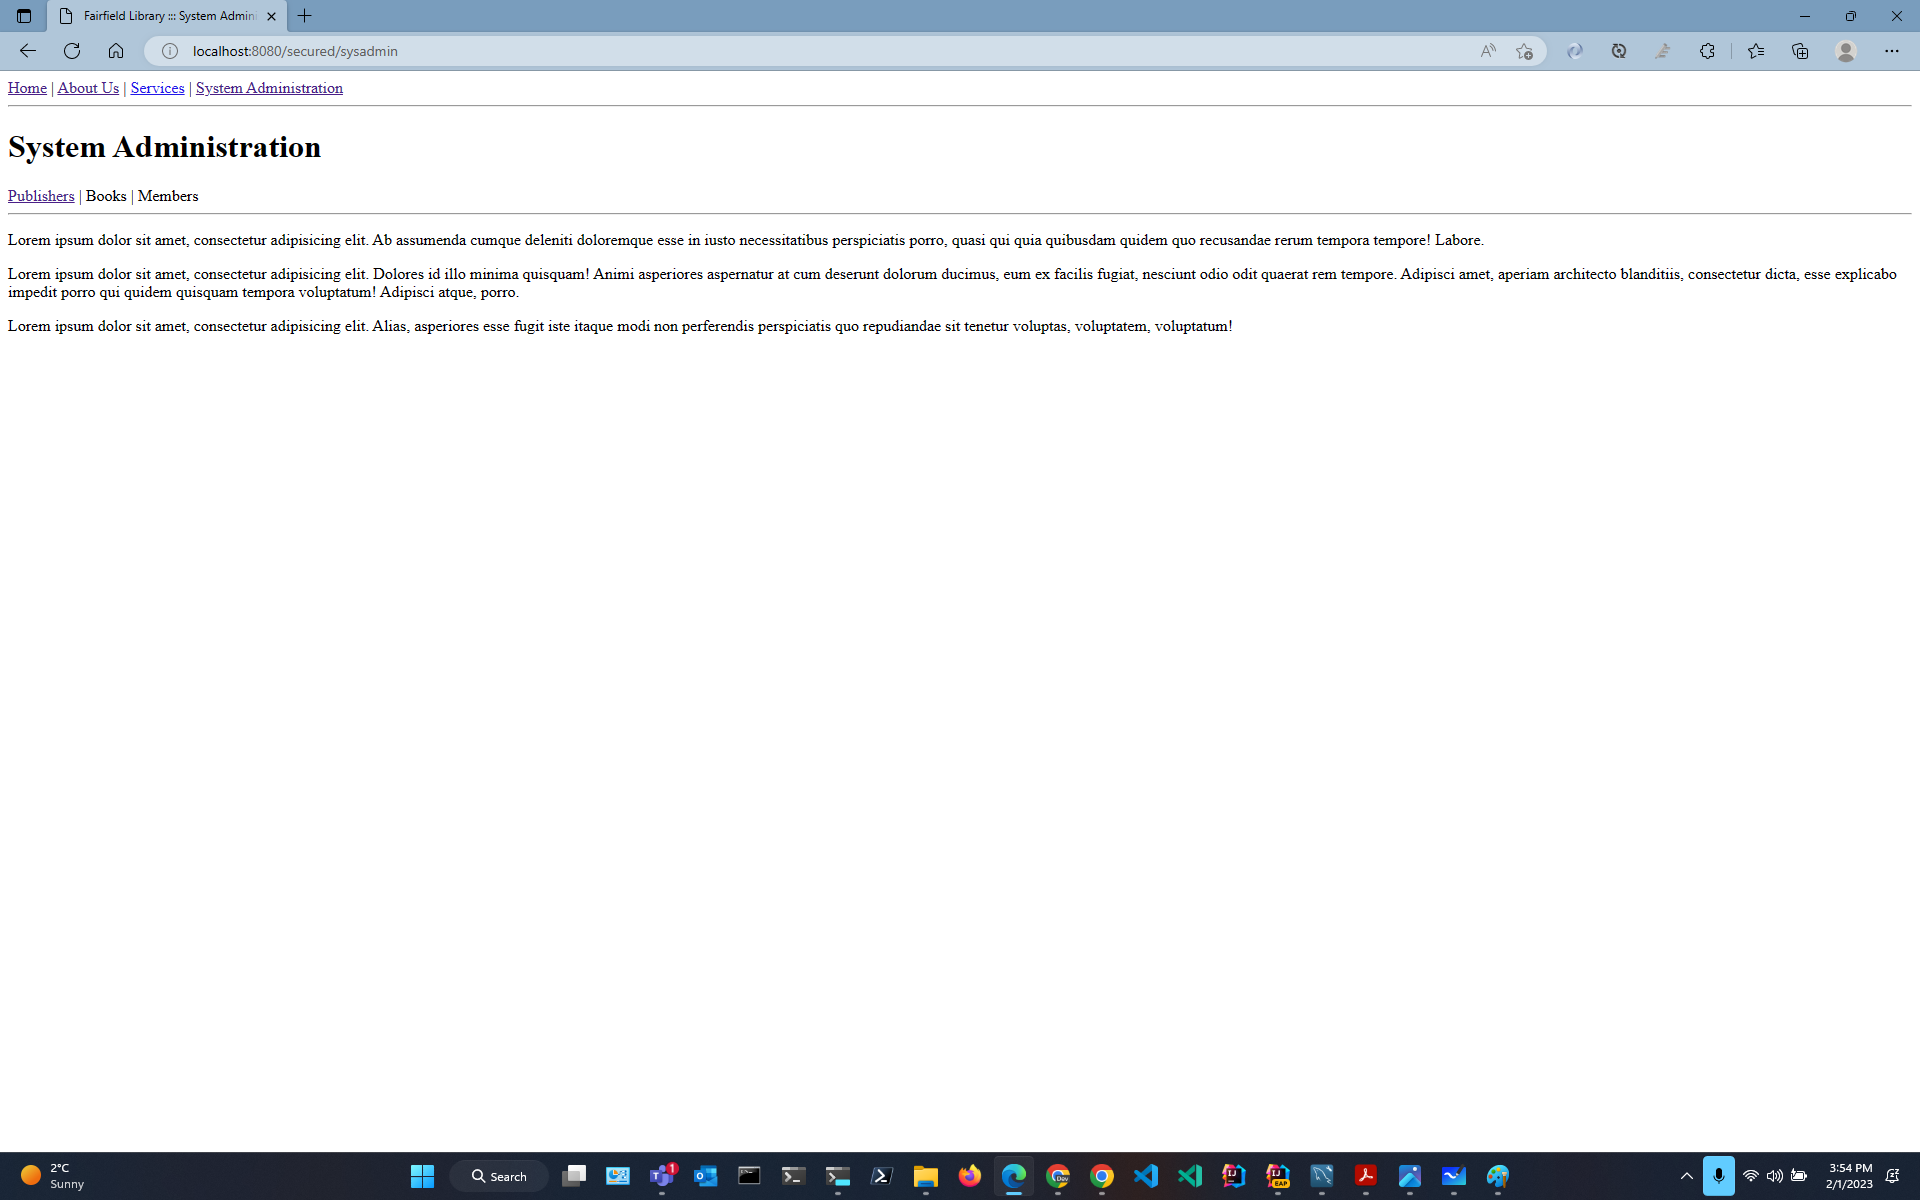 Fairfield Library ::: System Admin
localhost:8080/secured/sysadmin
Home | About Us | Services | System Administration
System Administration
Publishers | Books | Members
Lorem ipsum dolor sit amet, consectetur adipisicing elit. Ab assumenda cumque deleniti doloremque esse in iusto necessitatibus perspiciatis porro, quasi qui quia quibusdam quidem quo recusandae rerum tempora tempore! Labore.
Lorem ipsum dolor sit amet, consectetur adipisicing elit. Dolores id illo minima quisquam! Animi asperiores aspernatur at cum deserunt dolorum ducimus, eum ex facilis fugiat, nesciunt odio odit quaerat rem tempore. Adipisci amet, aperiam architecto blanditiis, consectetur dicta, esse explicabo
impedit porro qui quidem quisquam tempora voluptatum! Adipisci atque, porro.
Lorem ipsum dolor sit amet, consectetur adipisicing elit. Alias, asperiores esse fugit iste itaque modi non perferendis perspiciatis quo repudiandae sit tenetur voluptas, voluptatem, voluptatum!
2°C
Sunny
Search
1
Dev
IJ
IJ
EAP
3:54 PM
2/1/2023